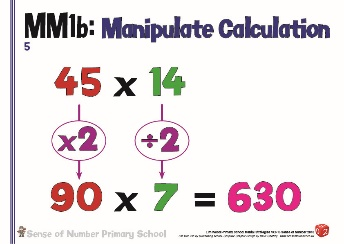 MM1b: Manipulate Calculation
5
45 x 14
x2 ÷2
90 x 7 = 630
Sense of Number Primary School